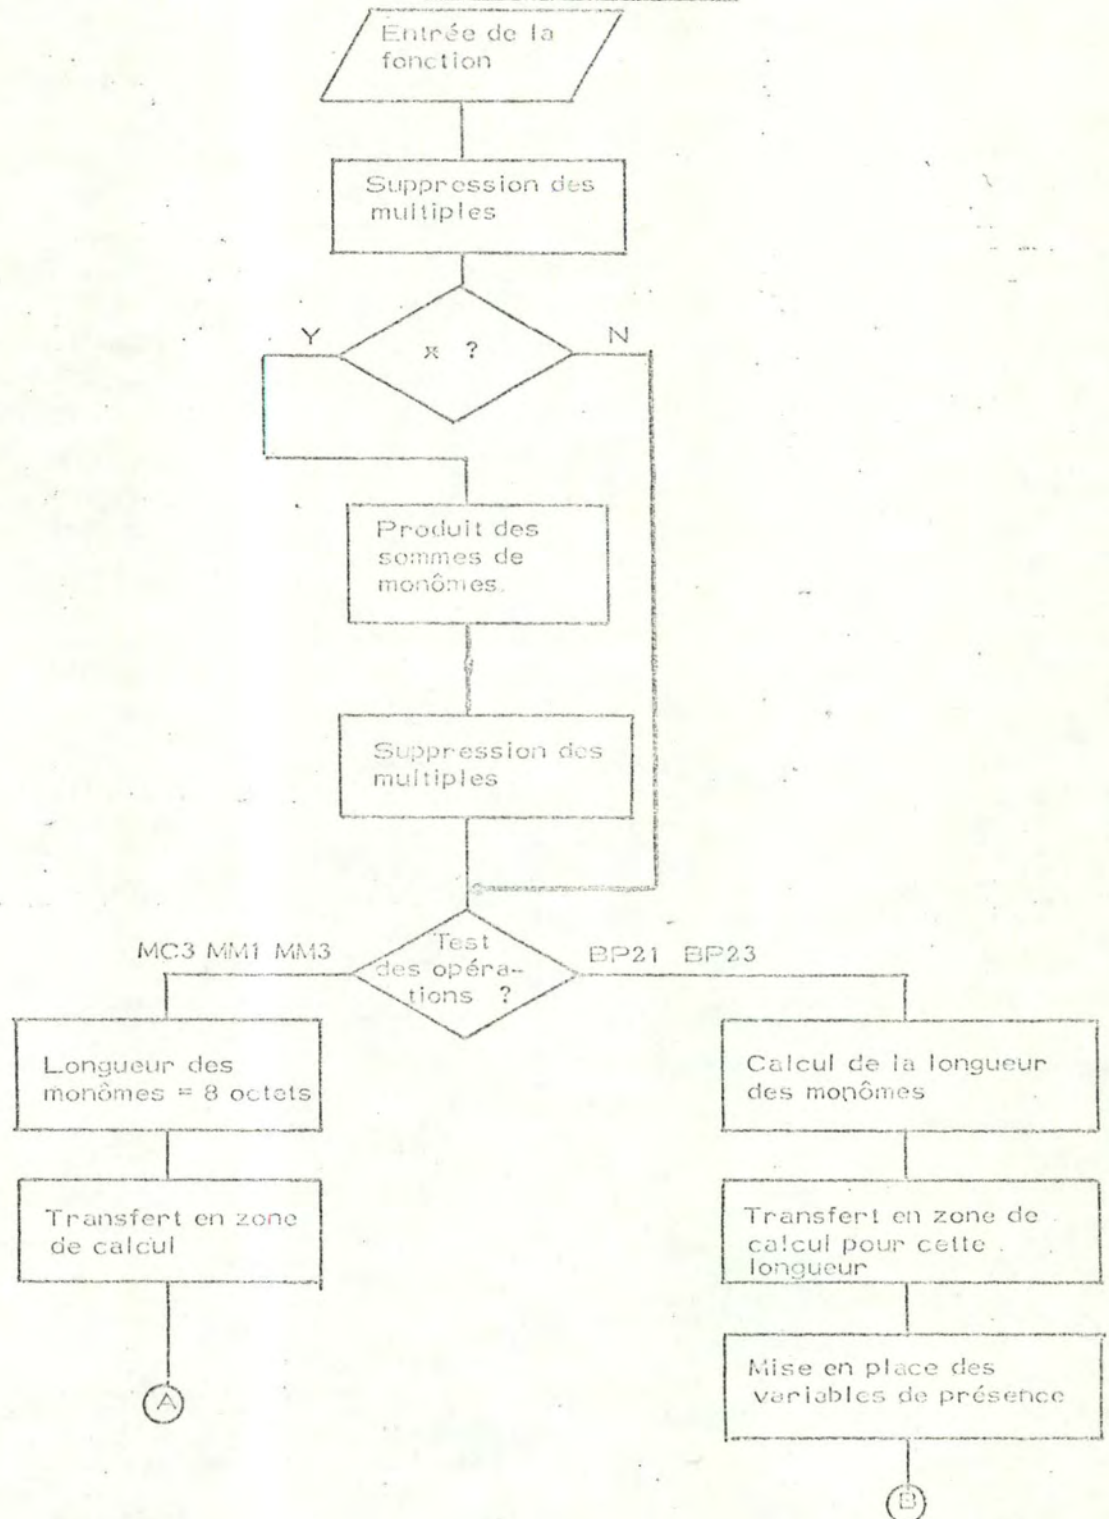 Entrée de la
fonction
Suppression des
multiples
Y
x ?
N
Produit des
sommes de
monômes.
Suppression des
multiples
MC3 MM1 MM3
Test
des opéra-
tions ?
BP21 BP23
Longueur des
monômes = 8 octets
Calcul de la longueur
des monômes
Transfert en zone
de calcul
Transfert en zone de
calcul pour cette
longueur
Mise en place des
variables de présence
A
B